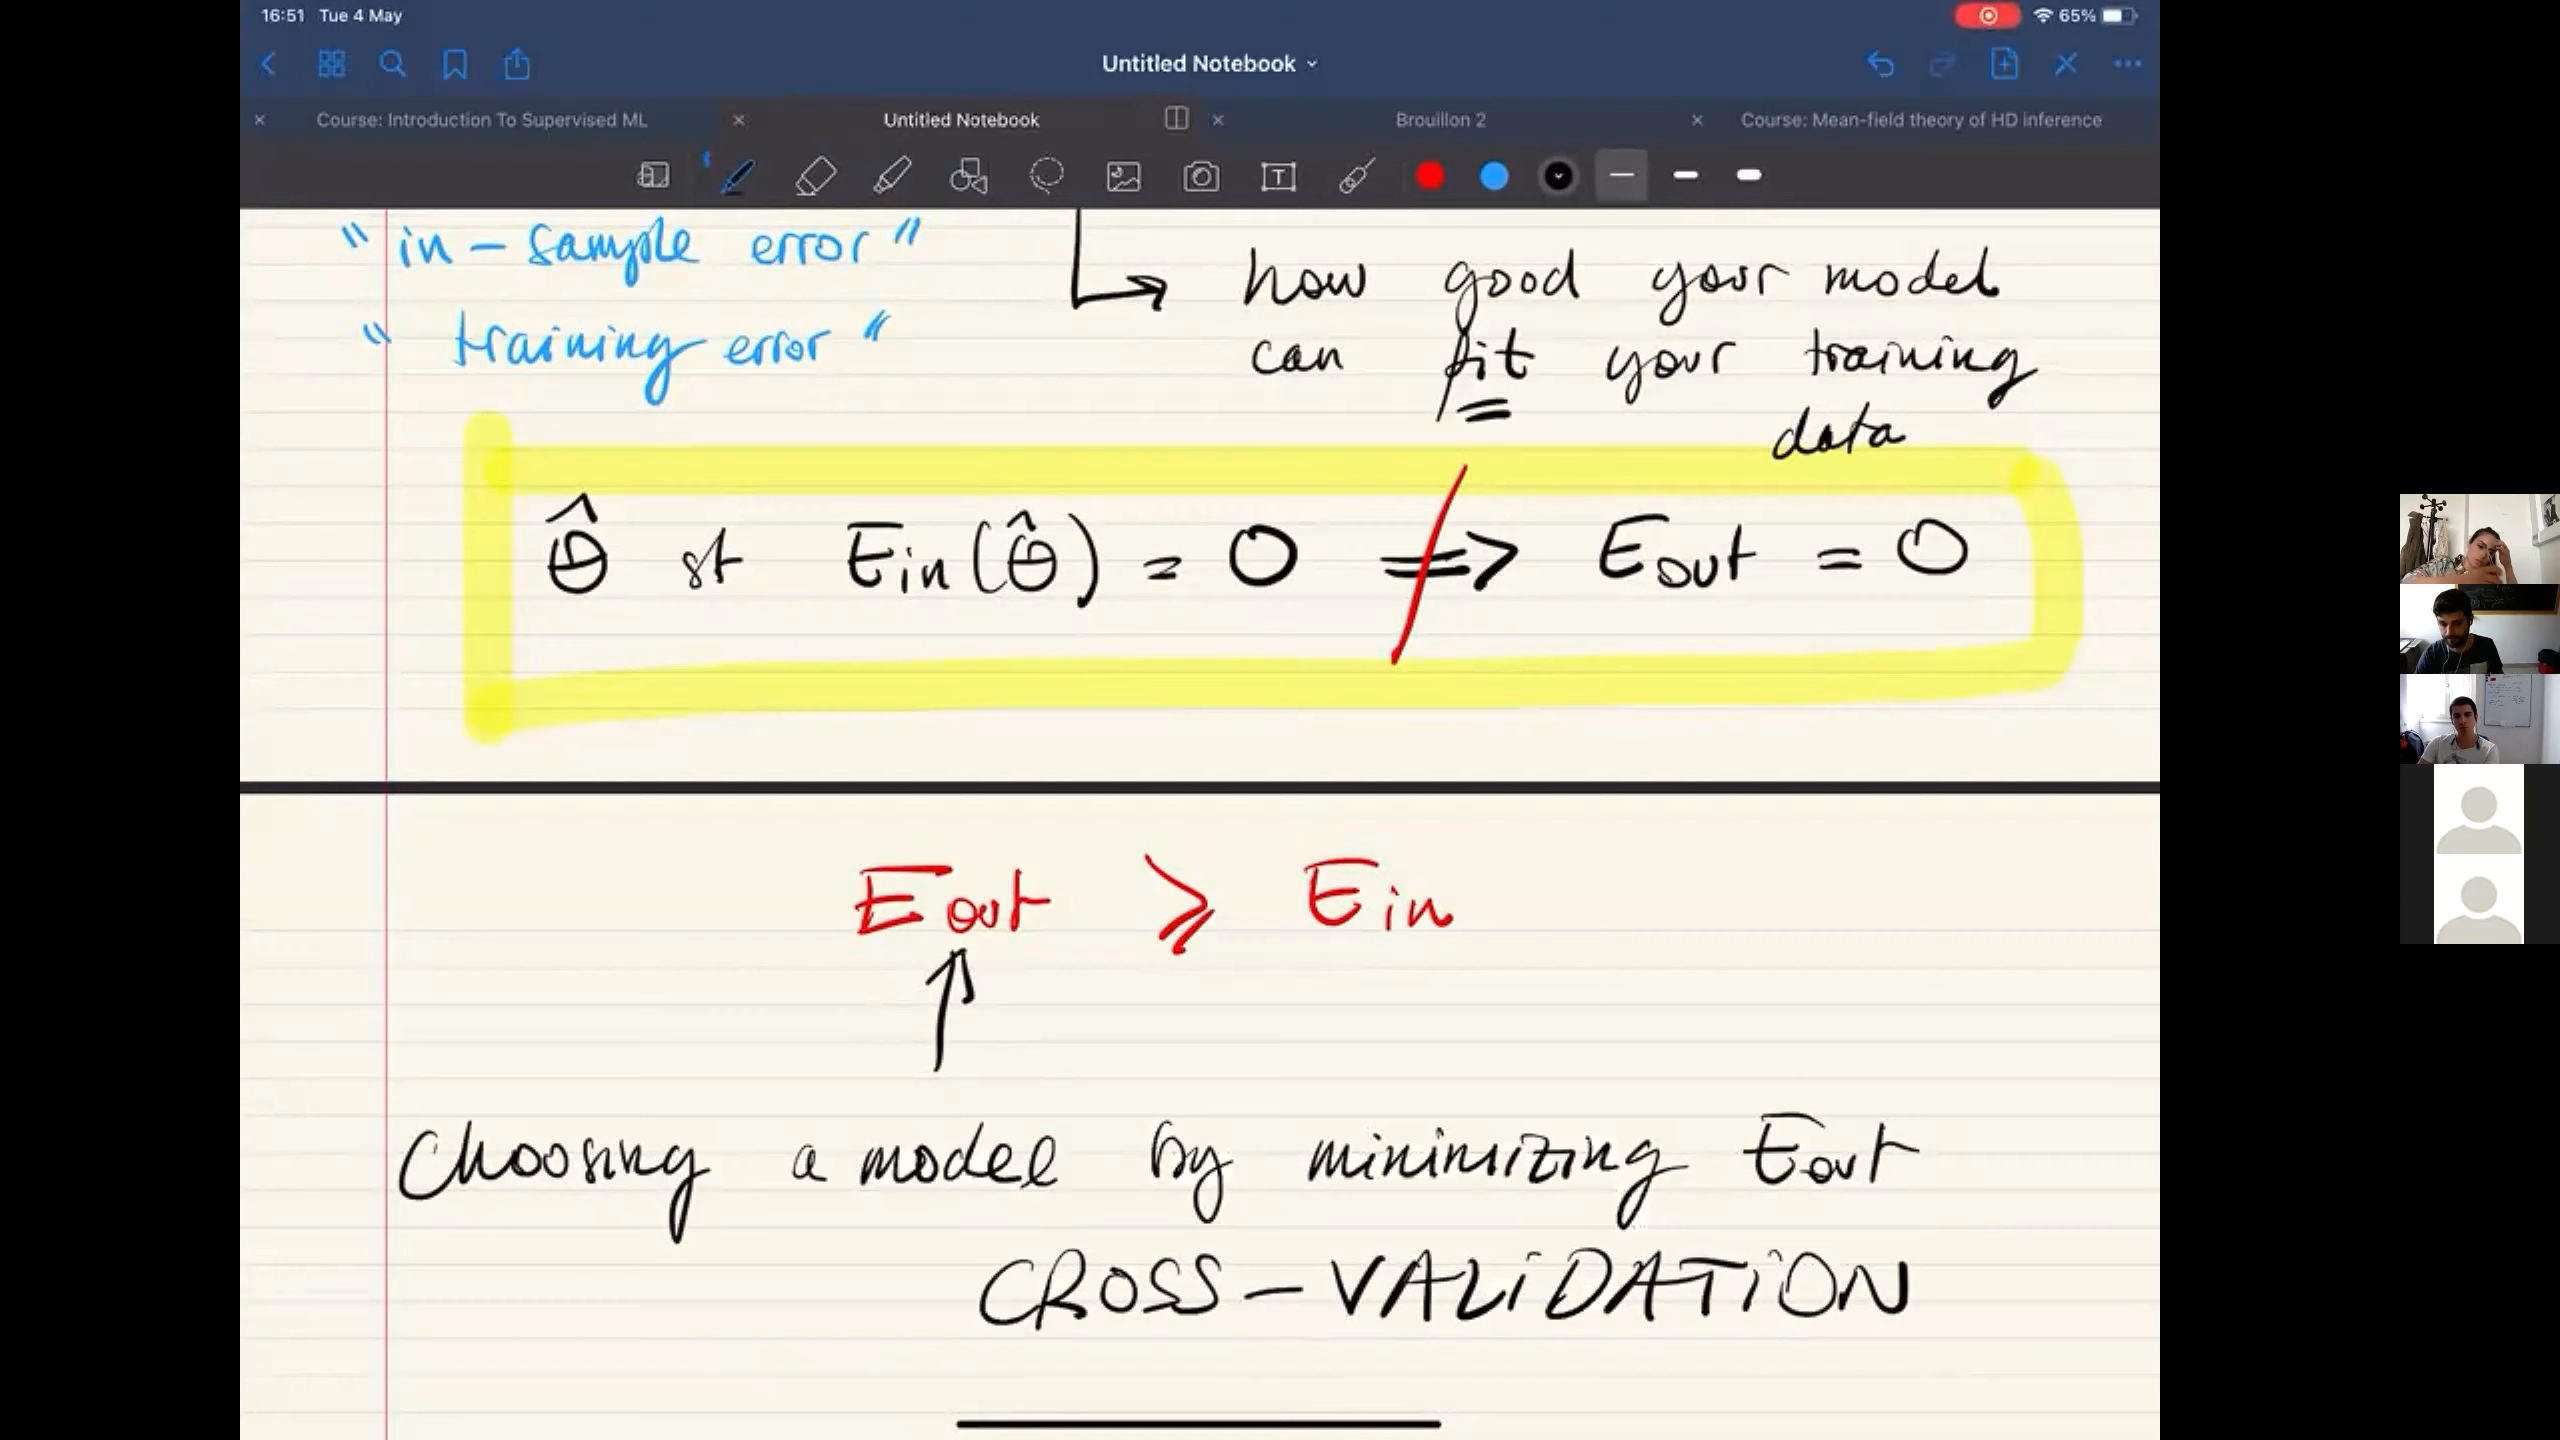 16:51 Tue 4 May
65%
Untitled Notebook
Course: Introduction To Supervised ML
Untitled Notebook
Brouillon 2
Course: Mean-field theory of HD inference
T
"in-sample error"
"training error"
how good your model
can fit your training
data
θ̂ st Ein(θ̂) = 0 ⇏ Eout = 0
Eout ⩾ Ein
Choosing a model by minimizing Eout
CROSS-VALiDATiON